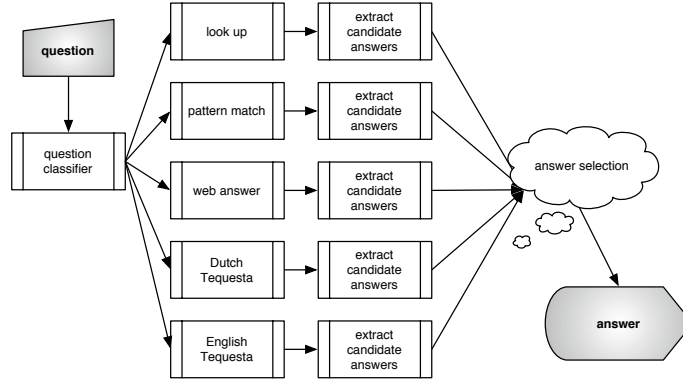 question
question
classifier
look up
extract
candidate
answers
pattern match
extract
candidate
answers
web answer
extract
candidate
answers
Dutch
Tequesta
extract
candidate
answers
English
Tequesta
extract
candidate
answers
answer selection
answer